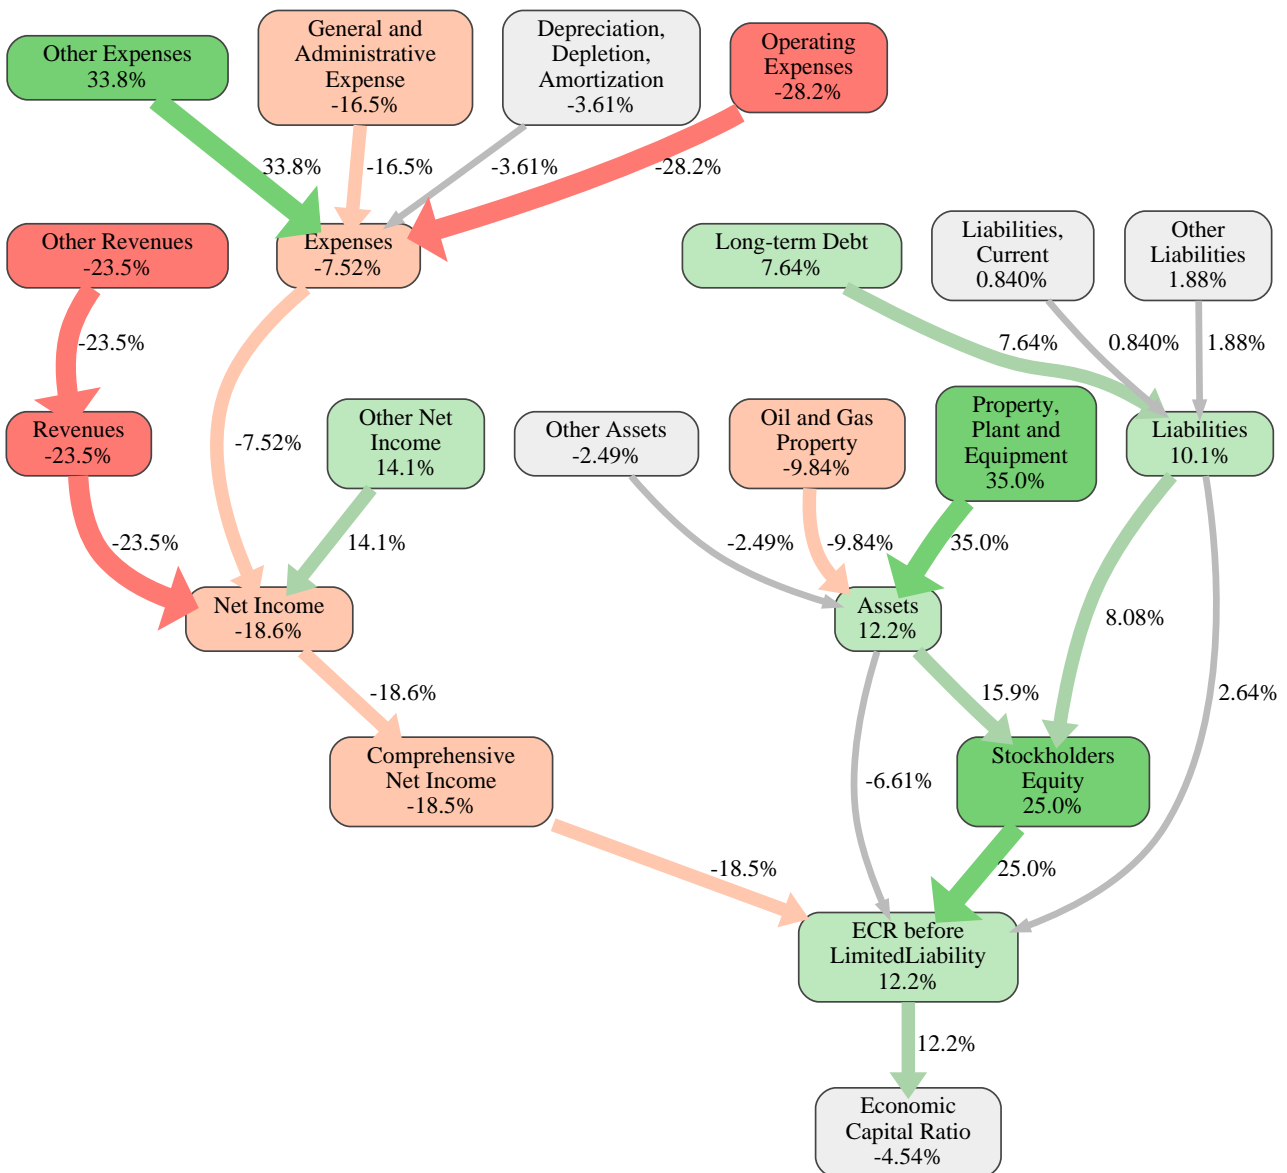 Other Expenses
33.8%
General and
Administrative
Expense
-16.5%
Depreciation,
Depletion,
Amortization
-3.61%
Operating
Expenses
-28.2%
33.8%
-16.5%
-3.61%
-28.2%
Other Revenues
-23.5%
Expenses
-7.52%
Long-term Debt
7.64%
Liabilities,
Current
0.840%
Other
Liabilities
1.88%
-23.5%
7.64%
0.840%
1.88%
Revenues
-23.5%
-7.52%
Other Net
Income
14.1%
Other Assets
-2.49%
Oil and Gas
Property
-9.84%
Property,
Plant and
Equipment
35.0%
Liabilities
10.1%
-23.5%
14.1%
-2.49%
-9.84%
35.0%
Net Income
-18.6%
Assets
12.2%
8.08%
-18.6%
15.9%
2.64%
Comprehensive
Net Income
-18.5%
-6.61%
Stockholders
Equity
25.0%
-18.5%
25.0%
ECR before
LimitedLiability
12.2%
12.2%
Economic
Capital Ratio
-4.54%